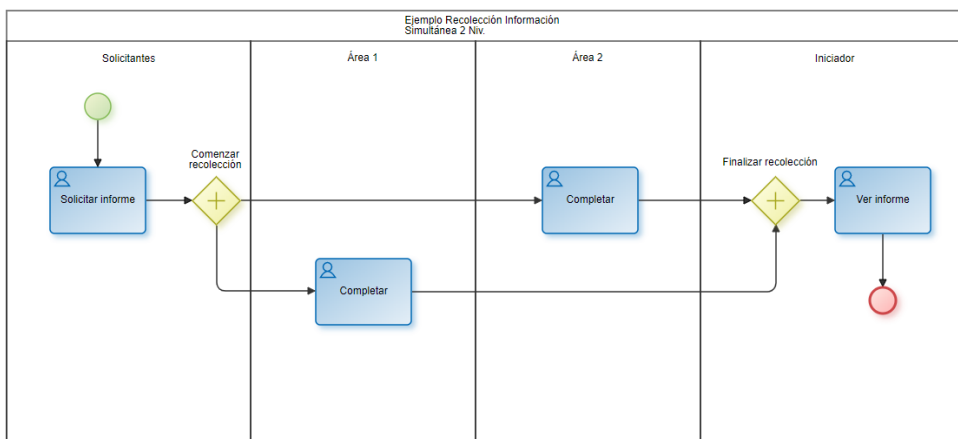 Ejemplo Recolección Información
Simultánea 2 Niv.
Solicitantes
Área 1
Área 2
Iniciador
Comenzar
recolección
Finalizar recolección
Solicitar informe
Completar
Ver informe
Completar